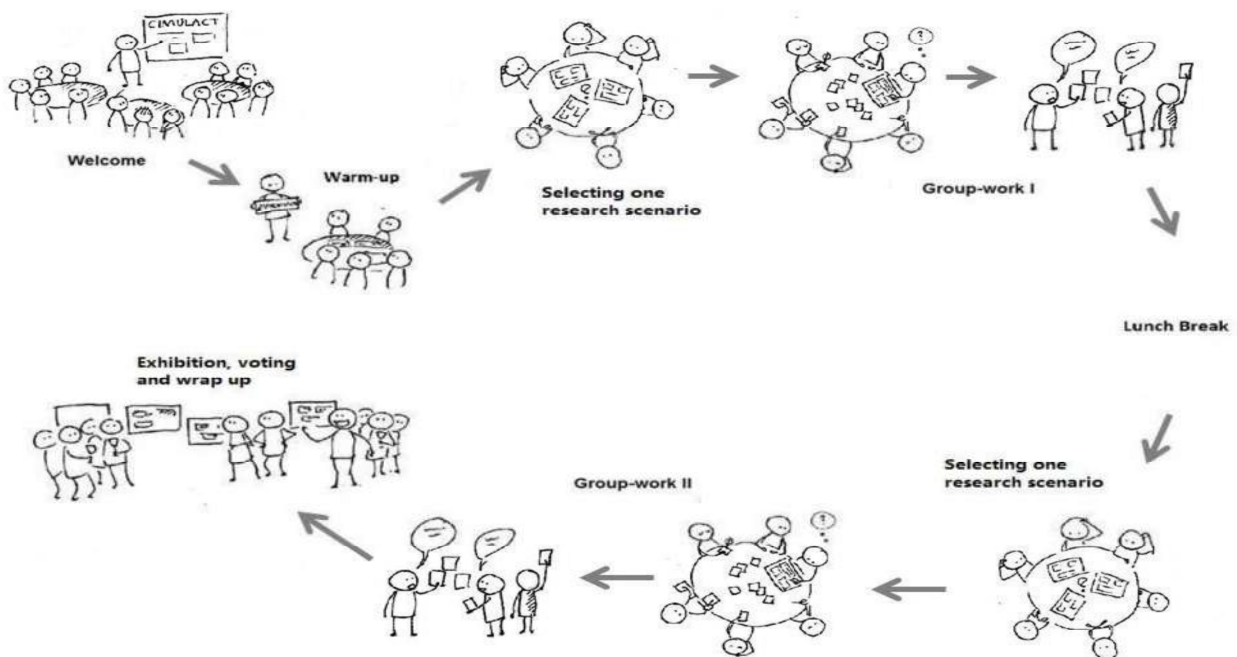 CIMULACT
Welcome
Warm-up
Selecting one
research scenario
?
Group-work I
Lunch Break
Selecting one
research scenario
?
Group-work II
Exhibition, voting
and wrap up